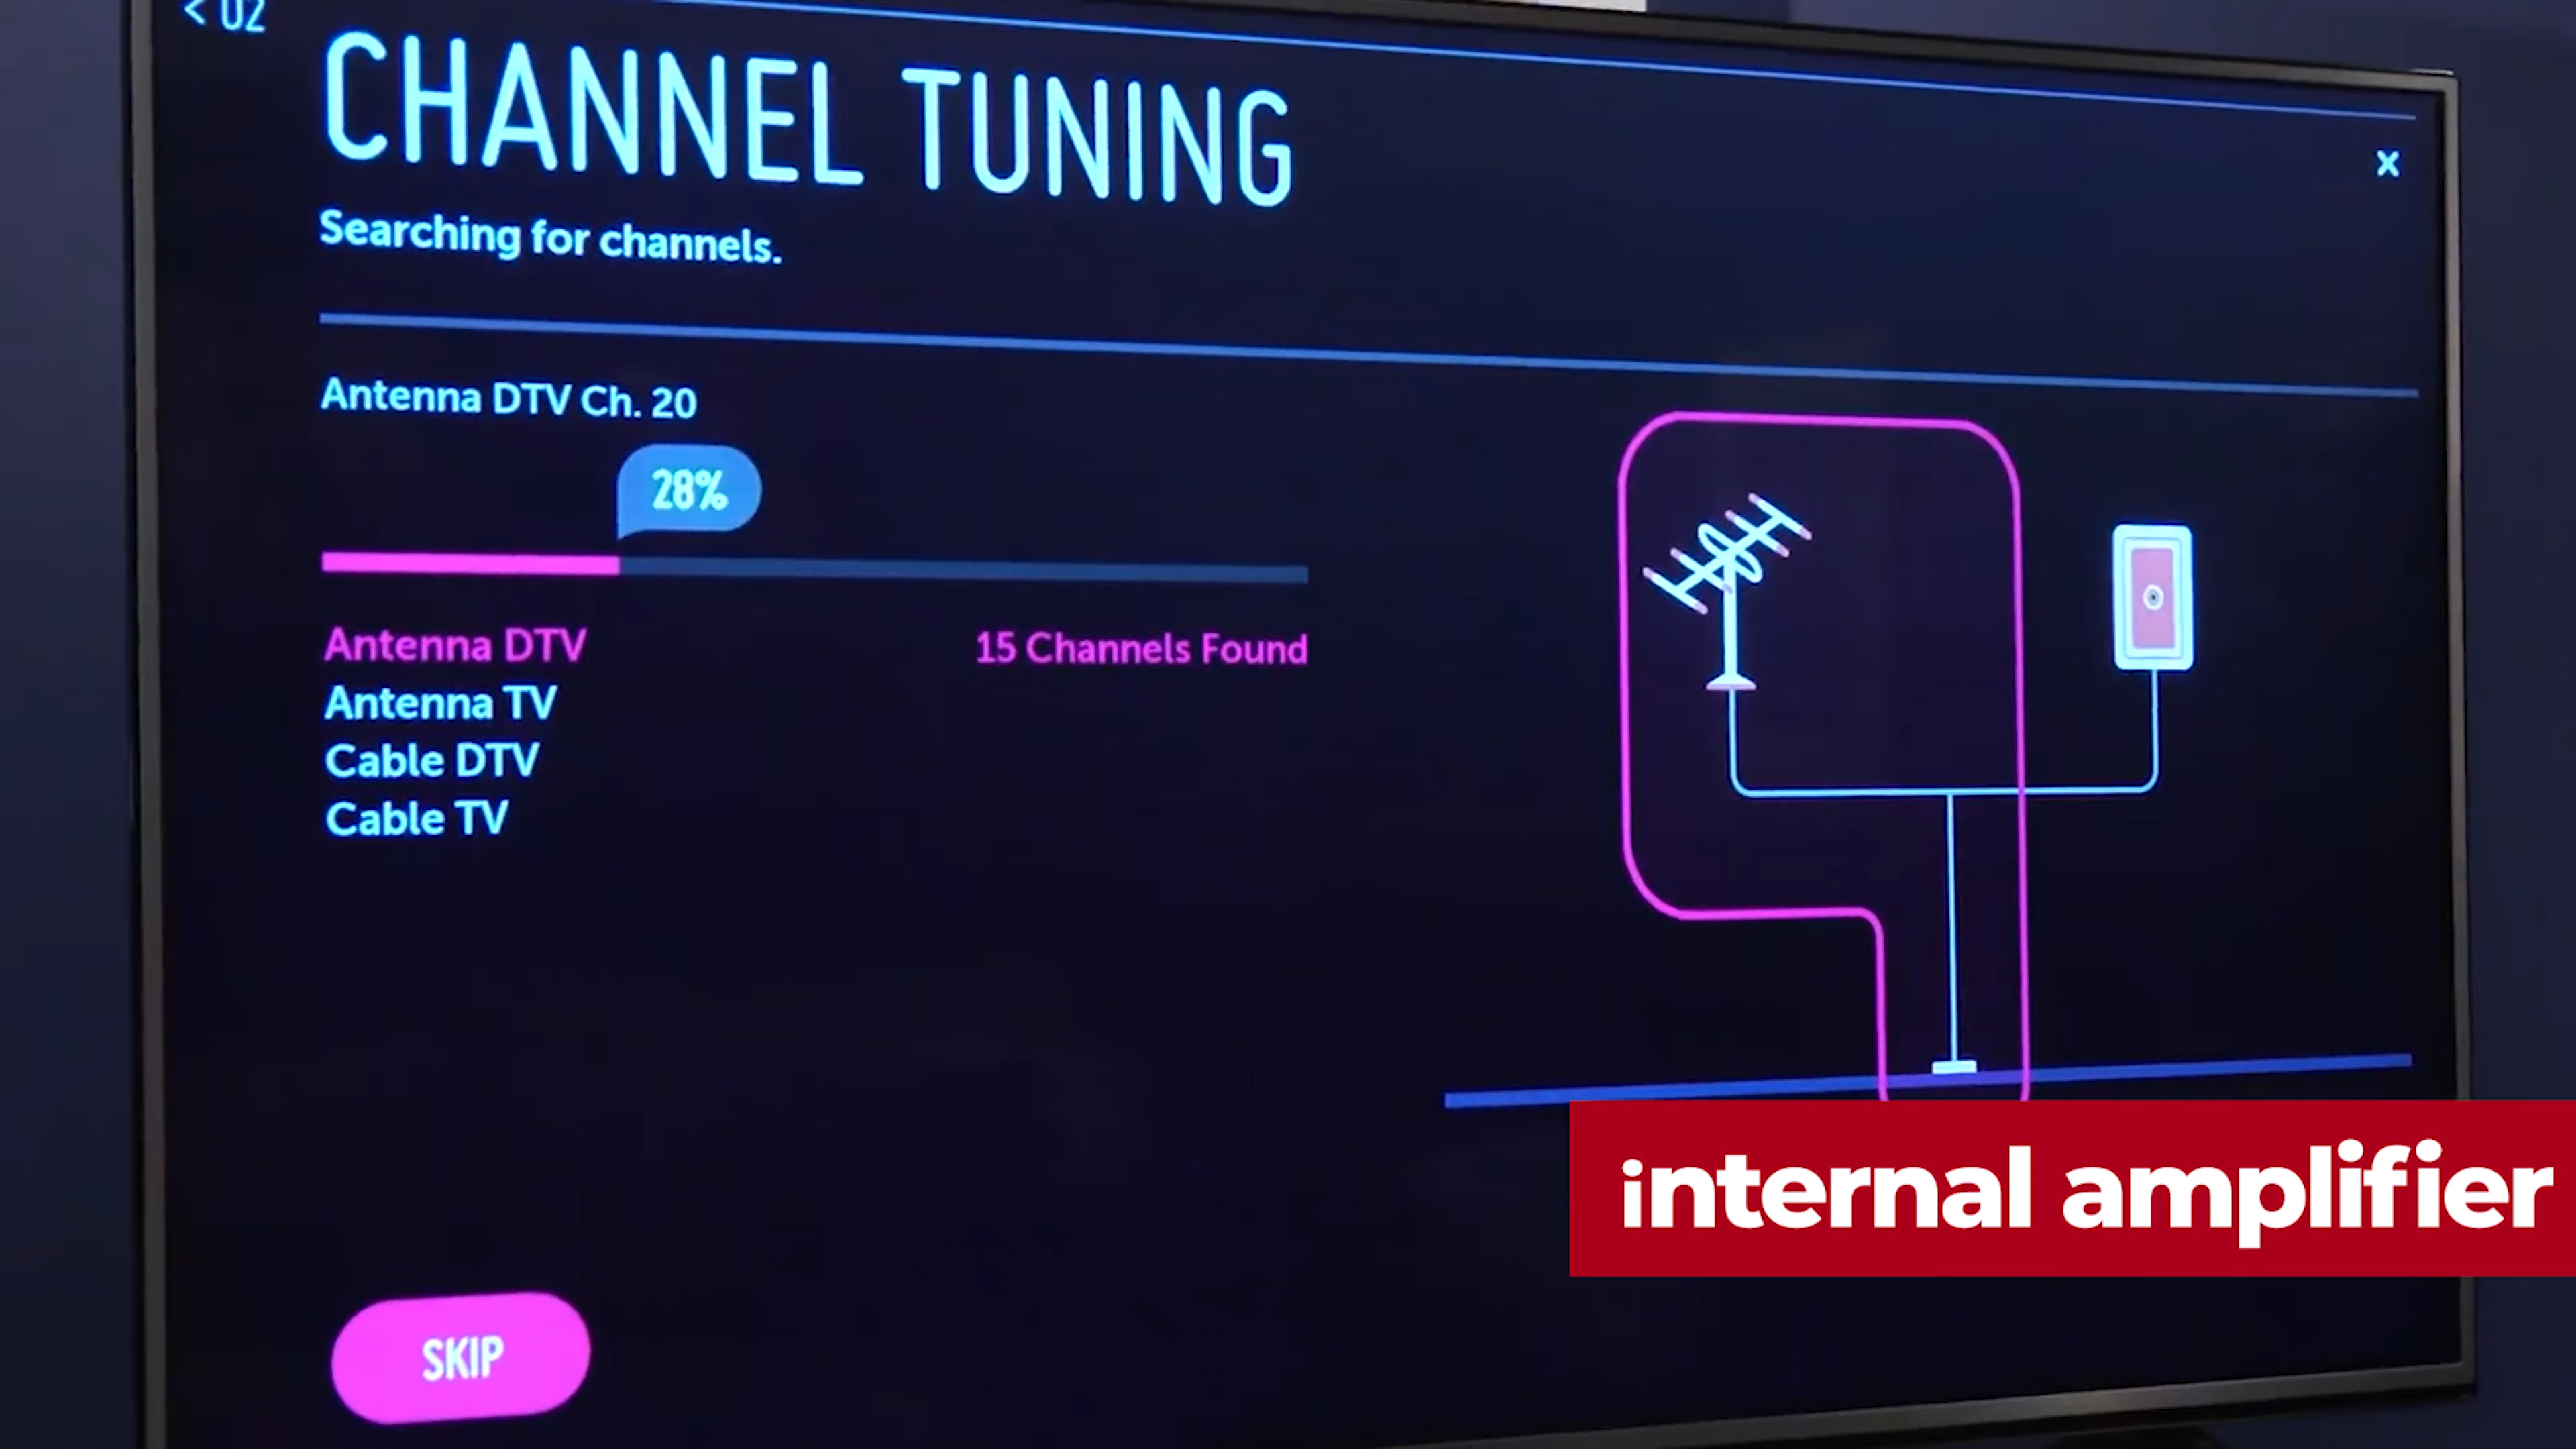 < 02
CHANNEL TUNING
x
Searching for channels.
Antenna DTV Ch. 20
28%
Antenna DTV 15 Channels Found
Antenna TV
Cable DTV
Cable TV
internal amplifier
SKIP